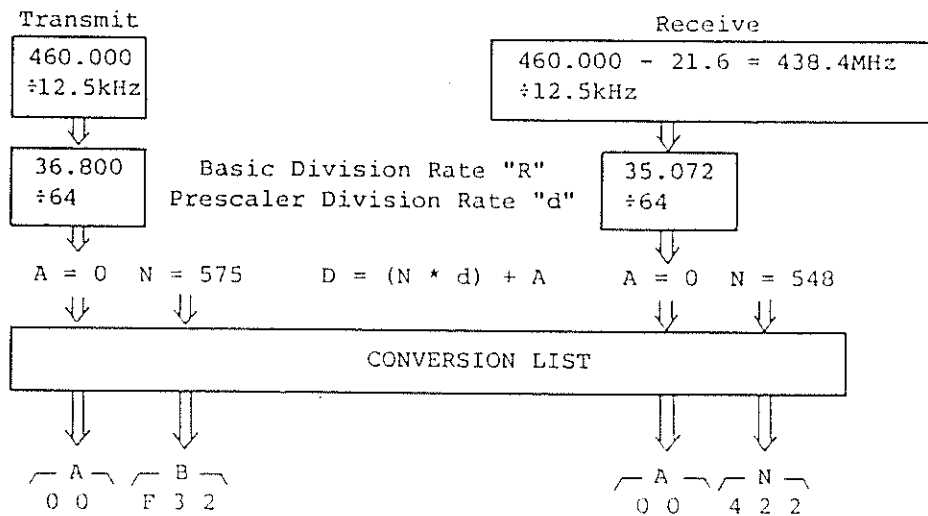 Transmit
Receive
460.000
÷12.5kHz
460.000 - 21.6 = 438.4MHz
÷12.5kHz
36.800
÷64
Basic Division Rate "R"
Prescaler Division Rate "d"
35.072
÷64
A = 0 N = 575 D = (N * d) + A A = 0 N = 548
CONVERSION LIST
A B A N
0 0 F 3 2 0 0 4 2 2